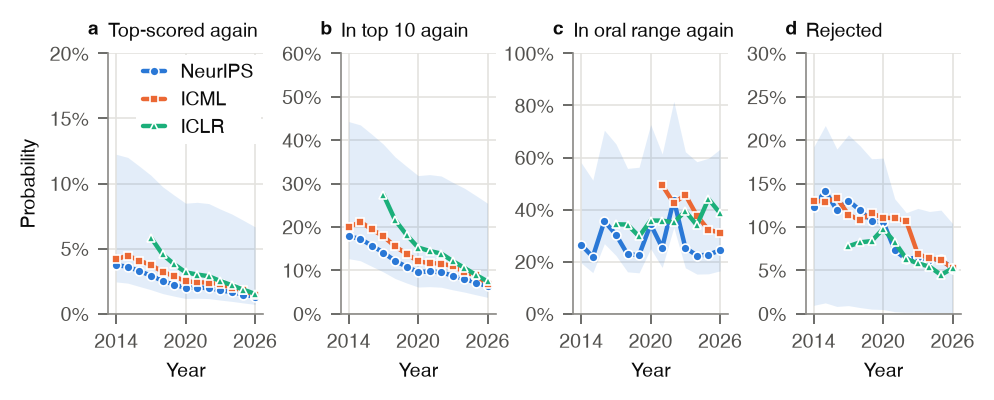 a Top-scored again
b In top 10 again
c In oral range again
d Rejected
Probability
20%
15%
10%
5%
0%
NeurIPS
ICML
ICLR
2014 2020 2026
Year
60%
50%
40%
30%
20%
10%
0%
2014 2020 2026
Year
100%
80%
60%
40%
20%
0%
2014 2020 2026
Year
30%
25%
20%
15%
10%
5%
0%
2014 2020 2026
Year